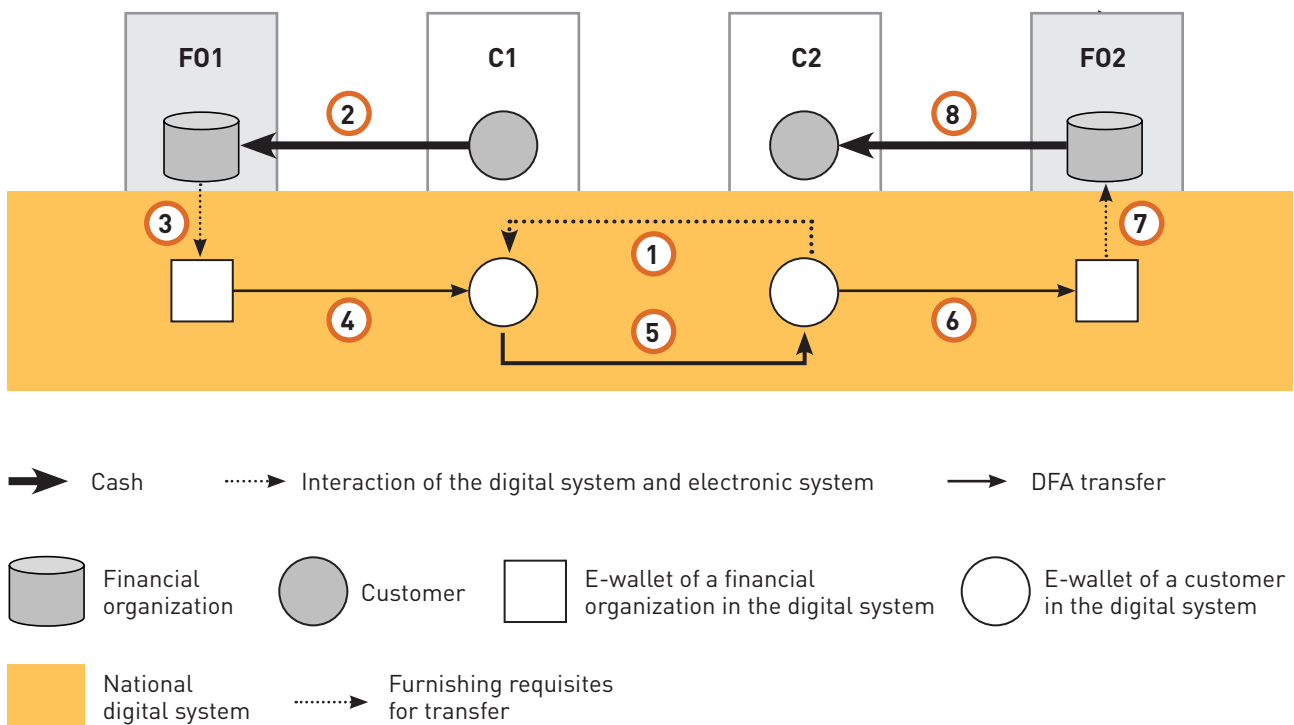 FO1
C1
C2
FO2
2
8
3
1
7
4
5
6
Cash
Interaction of the digital system and electronic system
DFA transfer
Financial
organization
Customer
E-wallet of a financial
organization in the digital system
E-wallet of a customer
in the digital system
National
digital system
Furnishing requisites
for transfer